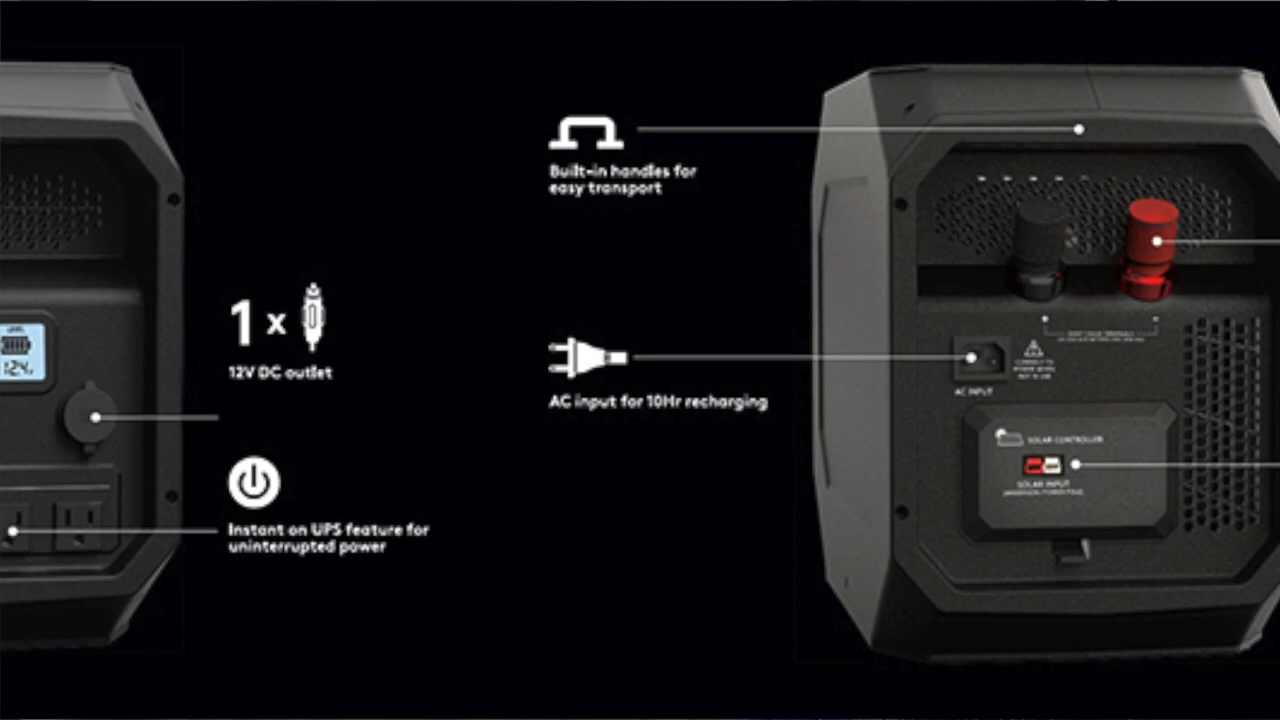 Built-in handles for
easy transport
1 x
12V DC outlet
124
AC input for 10Hr recharging
AC INPUT
SOLAR CONTROLLER
SOLAR INPUT
Instant on UPS feature for
uninterrupted power